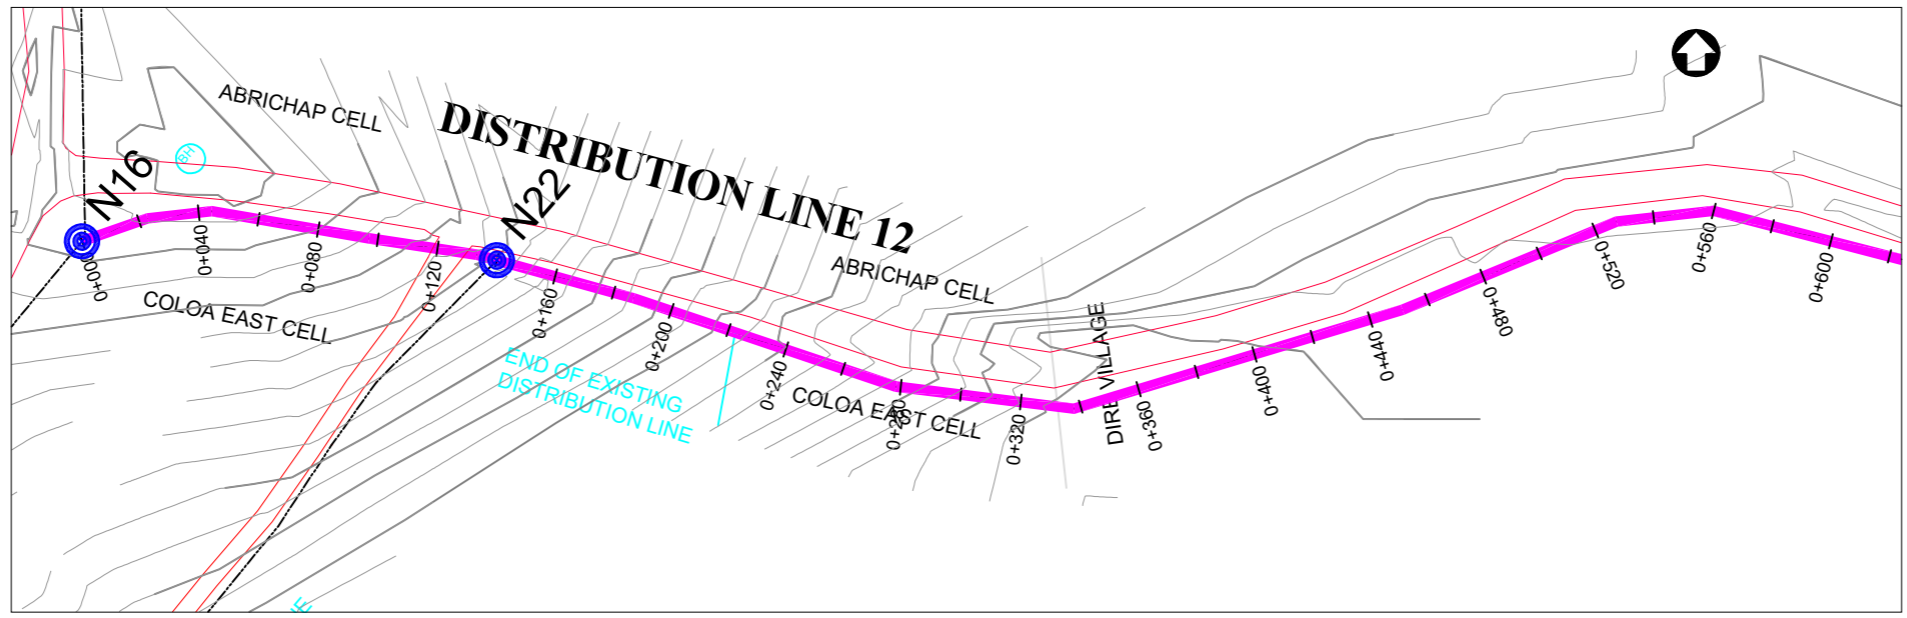 ABRICHAP CELL
DISTRIBUTION LINE 12
BH
N16
N22
ABRICHAP CELL
0+000
0+040
0+080
0+120
0+160
0+200
0+240
0+280
0+320
0+360
0+400
0+440
0+480
0+520
0+560
0+600
COLOA EAST CELL
END OF EXISTING
DISTRIBUTION LINE
COLOA EAST CELL
DIRE VILLAGE